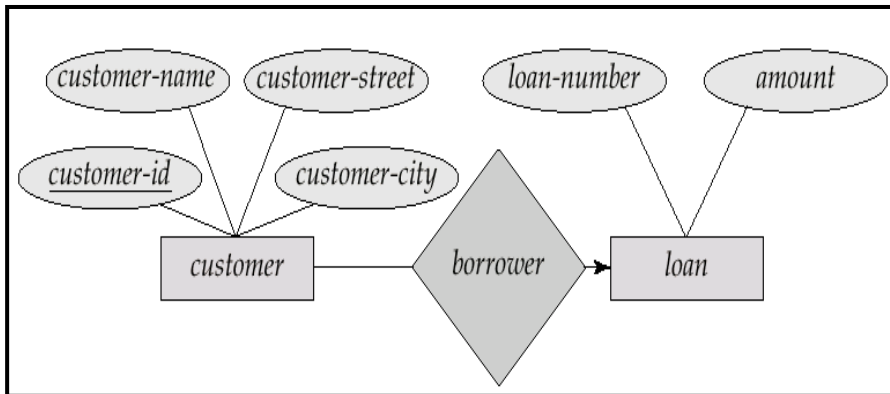 customer-name
customer-street
loan-number
amount
customer-id
customer-city
customer
borrower
loan